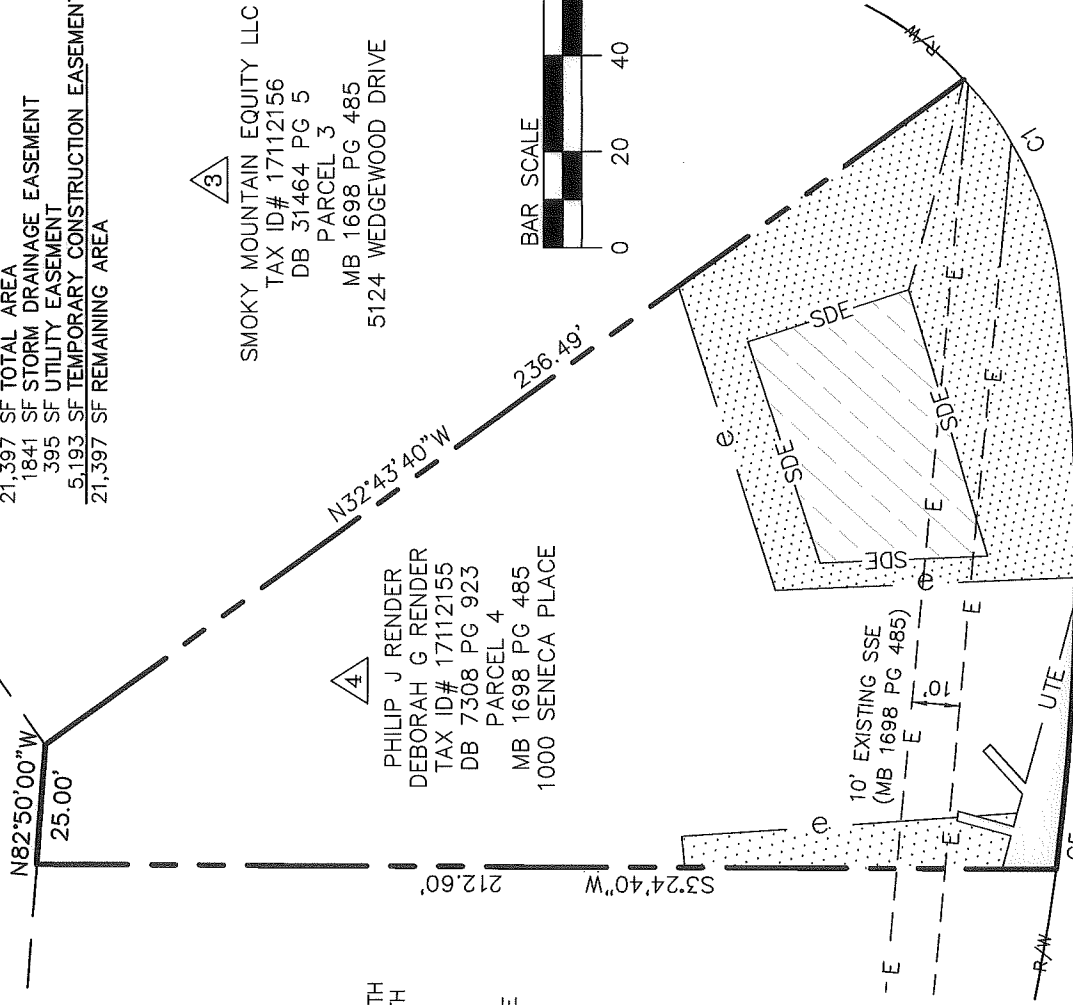 21,397 SF TOTAL AREA
1841 SF STORM DRAINAGE EASEMENT
395 SF UTILITY EASEMENT
5,193 SF TEMPORARY CONSTRUCTION EASEMENT
21,397 SF REMAINING AREA
3
SMOKY MOUNTAIN EQUITY LLC
TAX ID# 17112156
DB 31464 PG 5
PARCEL 3
MB 1698 PG 485
5124 WEDGEWOOD DRIVE
BAR SCALE
0 20 40
N82°50'00"W
25.00'
N32°43'40"W
236.49'
4
PHILIP J RENDER
DEBORAH G RENDER
TAX ID# 17112155
DB 7308 PG 923
PARCEL 4
MB 1698 PG 485
1000 SENECA PLACE
S3°24'40"W
212.60'
TH
TH
E
e
SDE
SDE
SDE
SDE
e
e
10' EXISTING SSE
(MB 1698 PG 485)
10'
E
E
E
E
E
E
E
E
E
UTE
R/W
R/W
C1